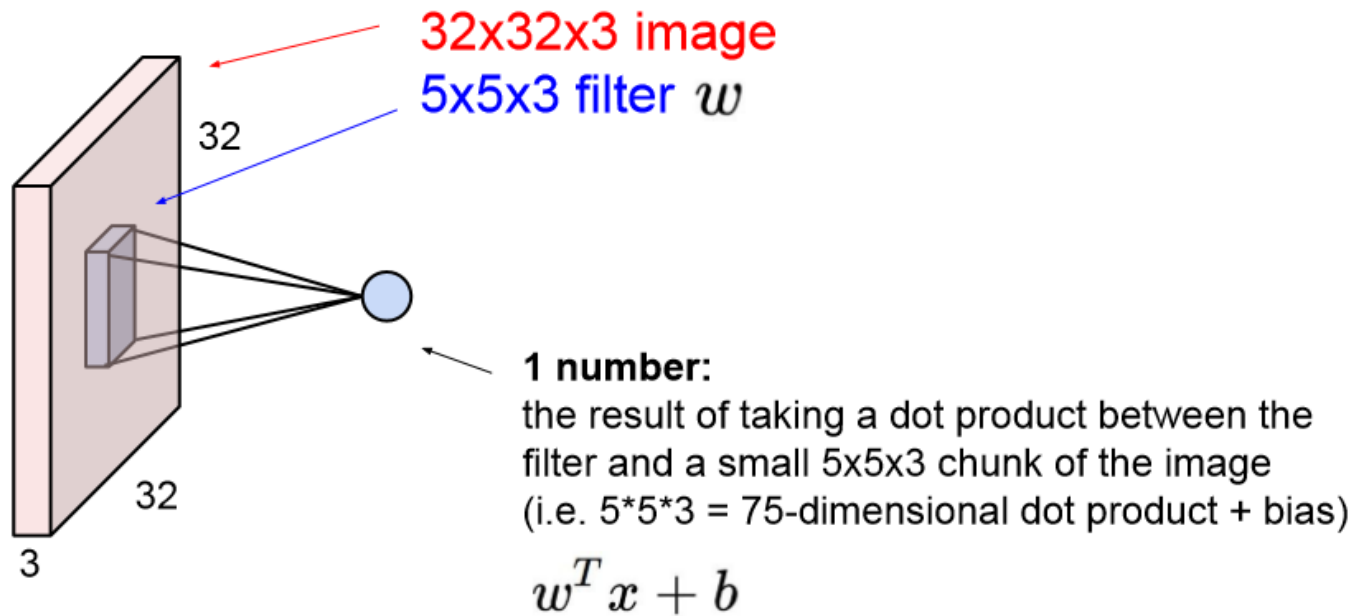 32x32x3 image
5x5x3 filter w
32
32
3
1 number:
the result of taking a dot product between the
filter and a small 5x5x3 chunk of the image
(i.e. 5*5*3 = 75-dimensional dot product + bias)
w^T x + b